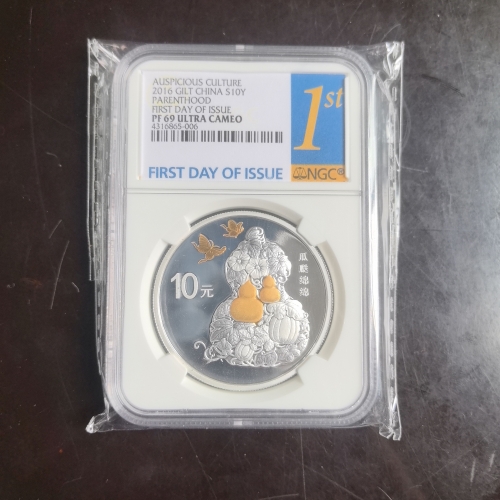 AUSPICIOUS CULTURE
2016 GILT CHINA S10Y
PARENTHOOD
FIRST DAY OF ISSUE
PF 69 ULTRA CAMEO
4316865-006
FIRST DAY OF ISSUE
1st
NGC®
10元
瓜瓞绵绵